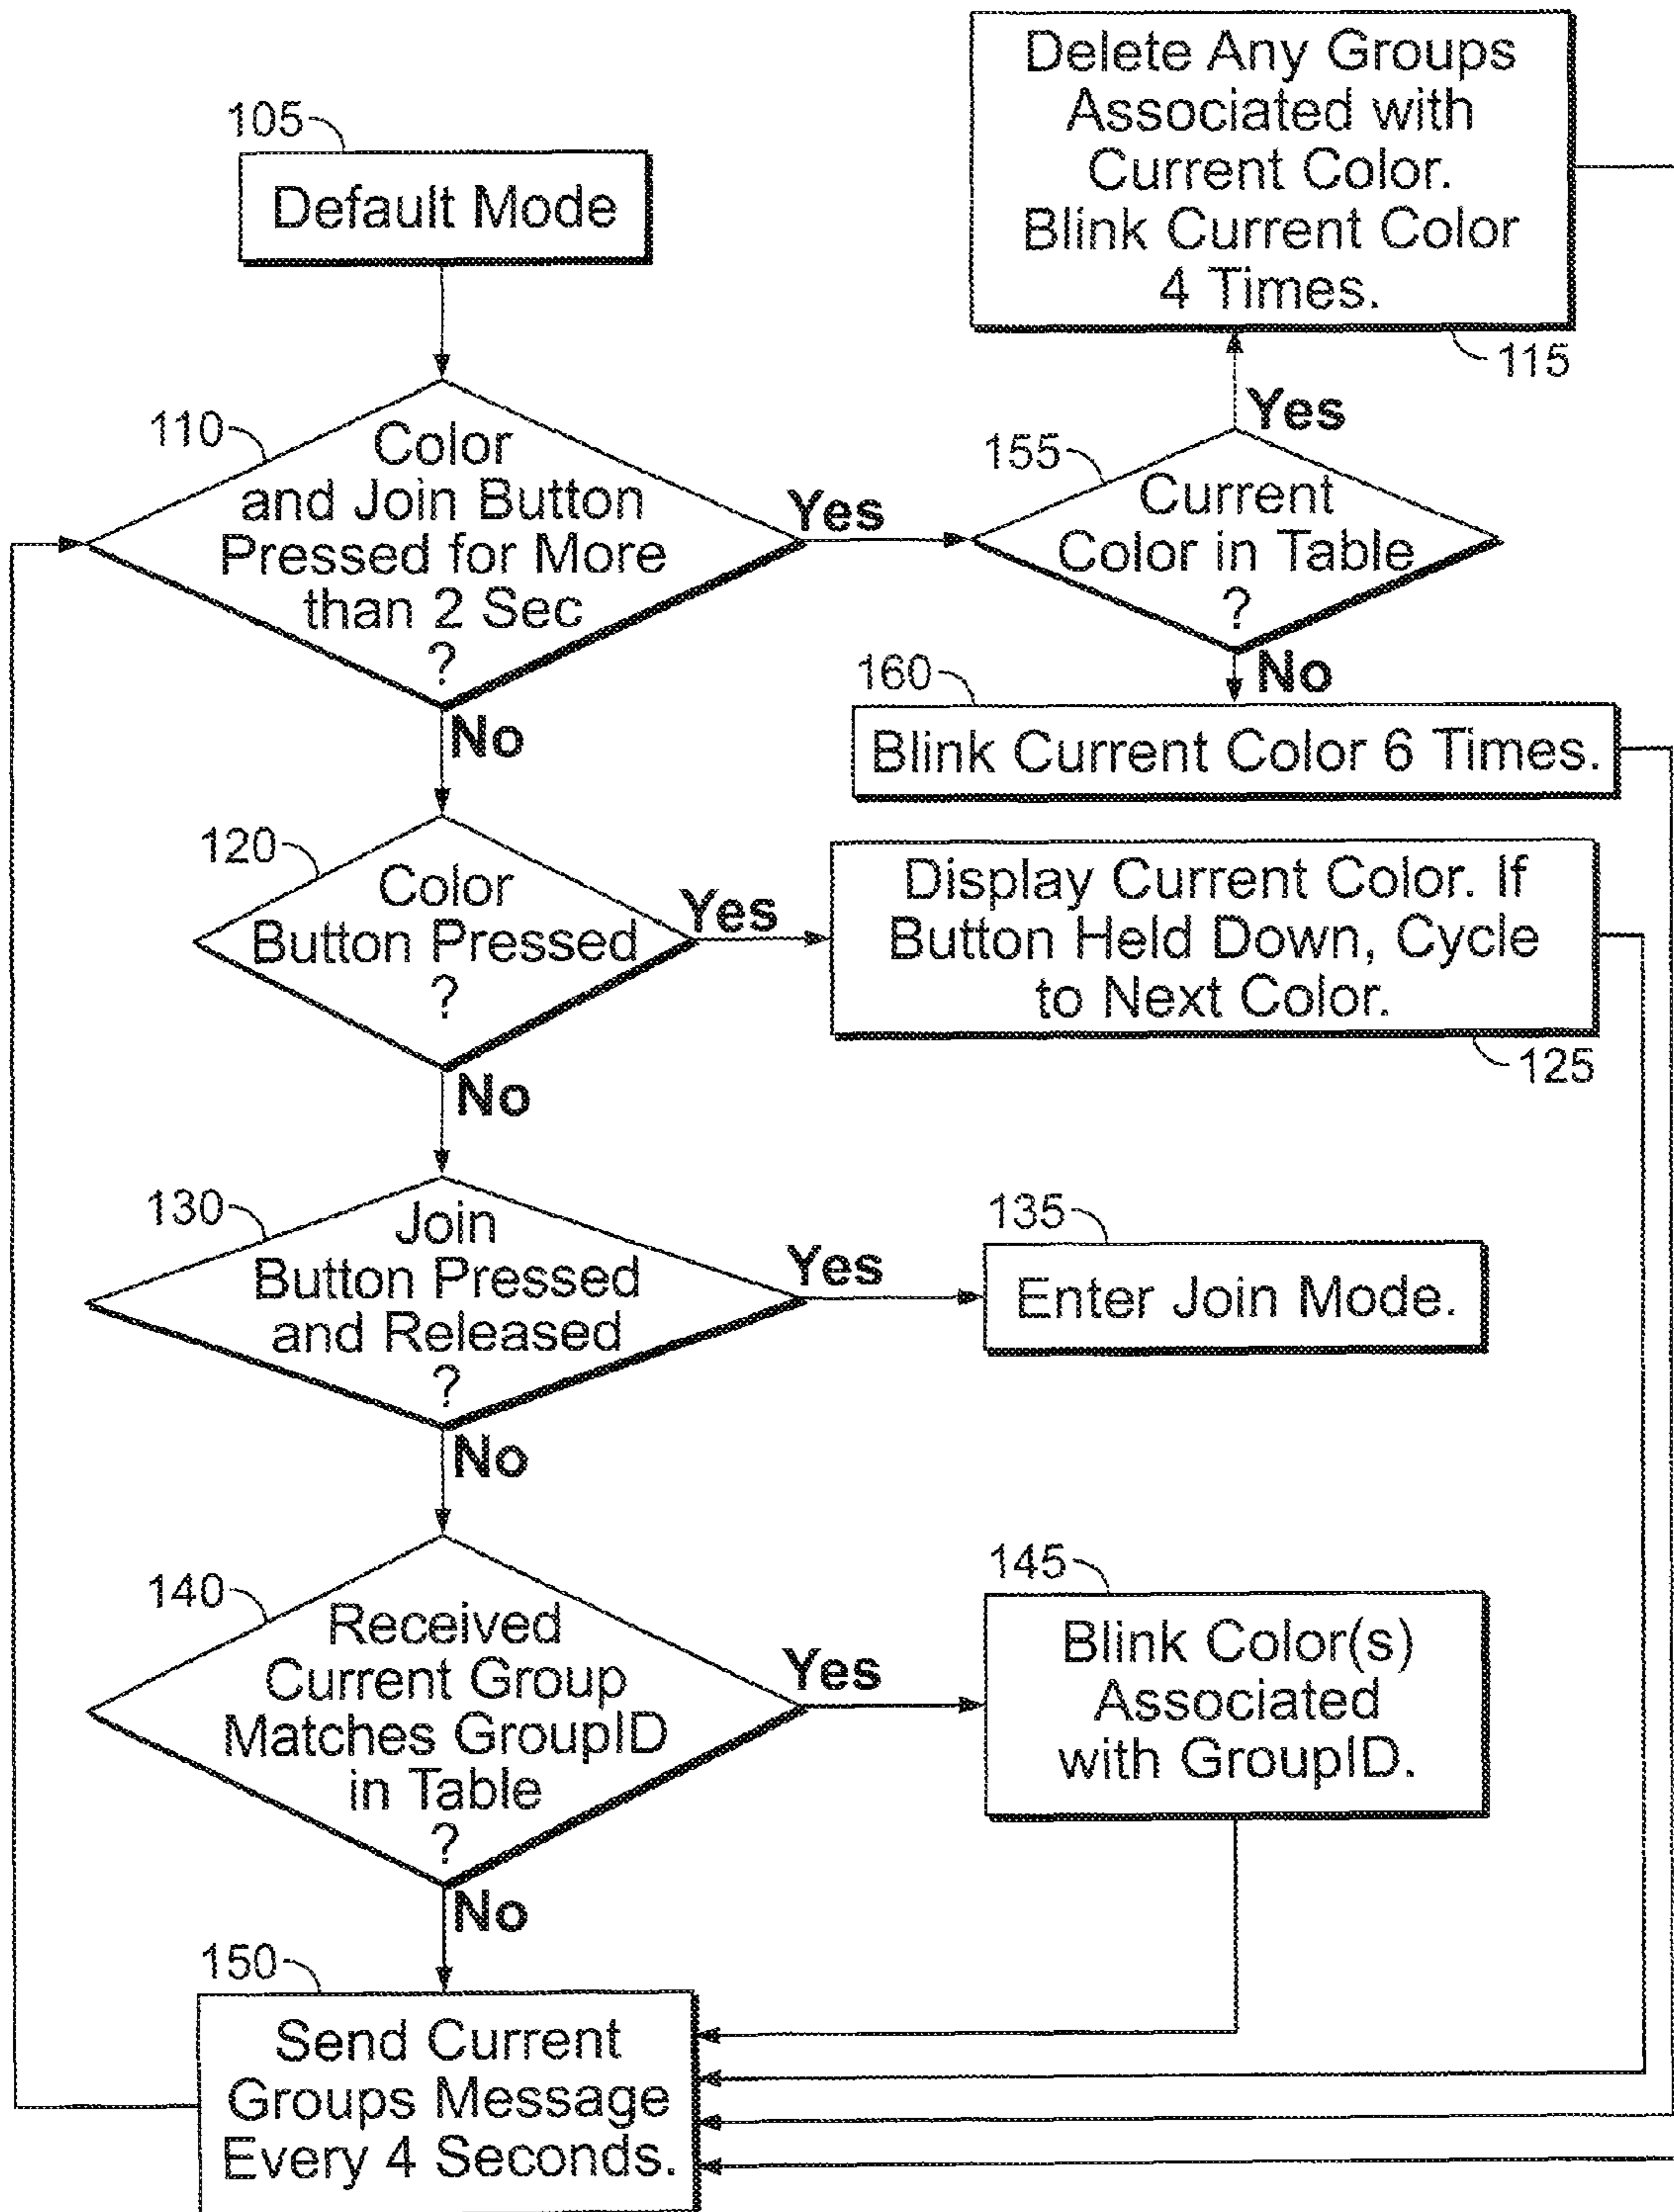 105
Default Mode
Delete Any Groups
Associated with
Current Color.
Blink Current Color
4 Times.
115
110
Color
and Join Button
Pressed for More
than 2 Sec
?
Yes
No
155
Current
Color in Table
?
Yes
No
160
Blink Current Color 6 Times.
120
Color
Button Pressed
?
Yes
No
Display Current Color. If
Button Held Down, Cycle
to Next Color.
125
130
Join
Button Pressed
and Released
?
Yes
No
135
Enter Join Mode.
140
Received
Current Group
Matches GroupID
in Table
?
Yes
No
145
Blink Color(s)
Associated
with GroupID.
150
Send Current
Groups Message
Every 4 Seconds.